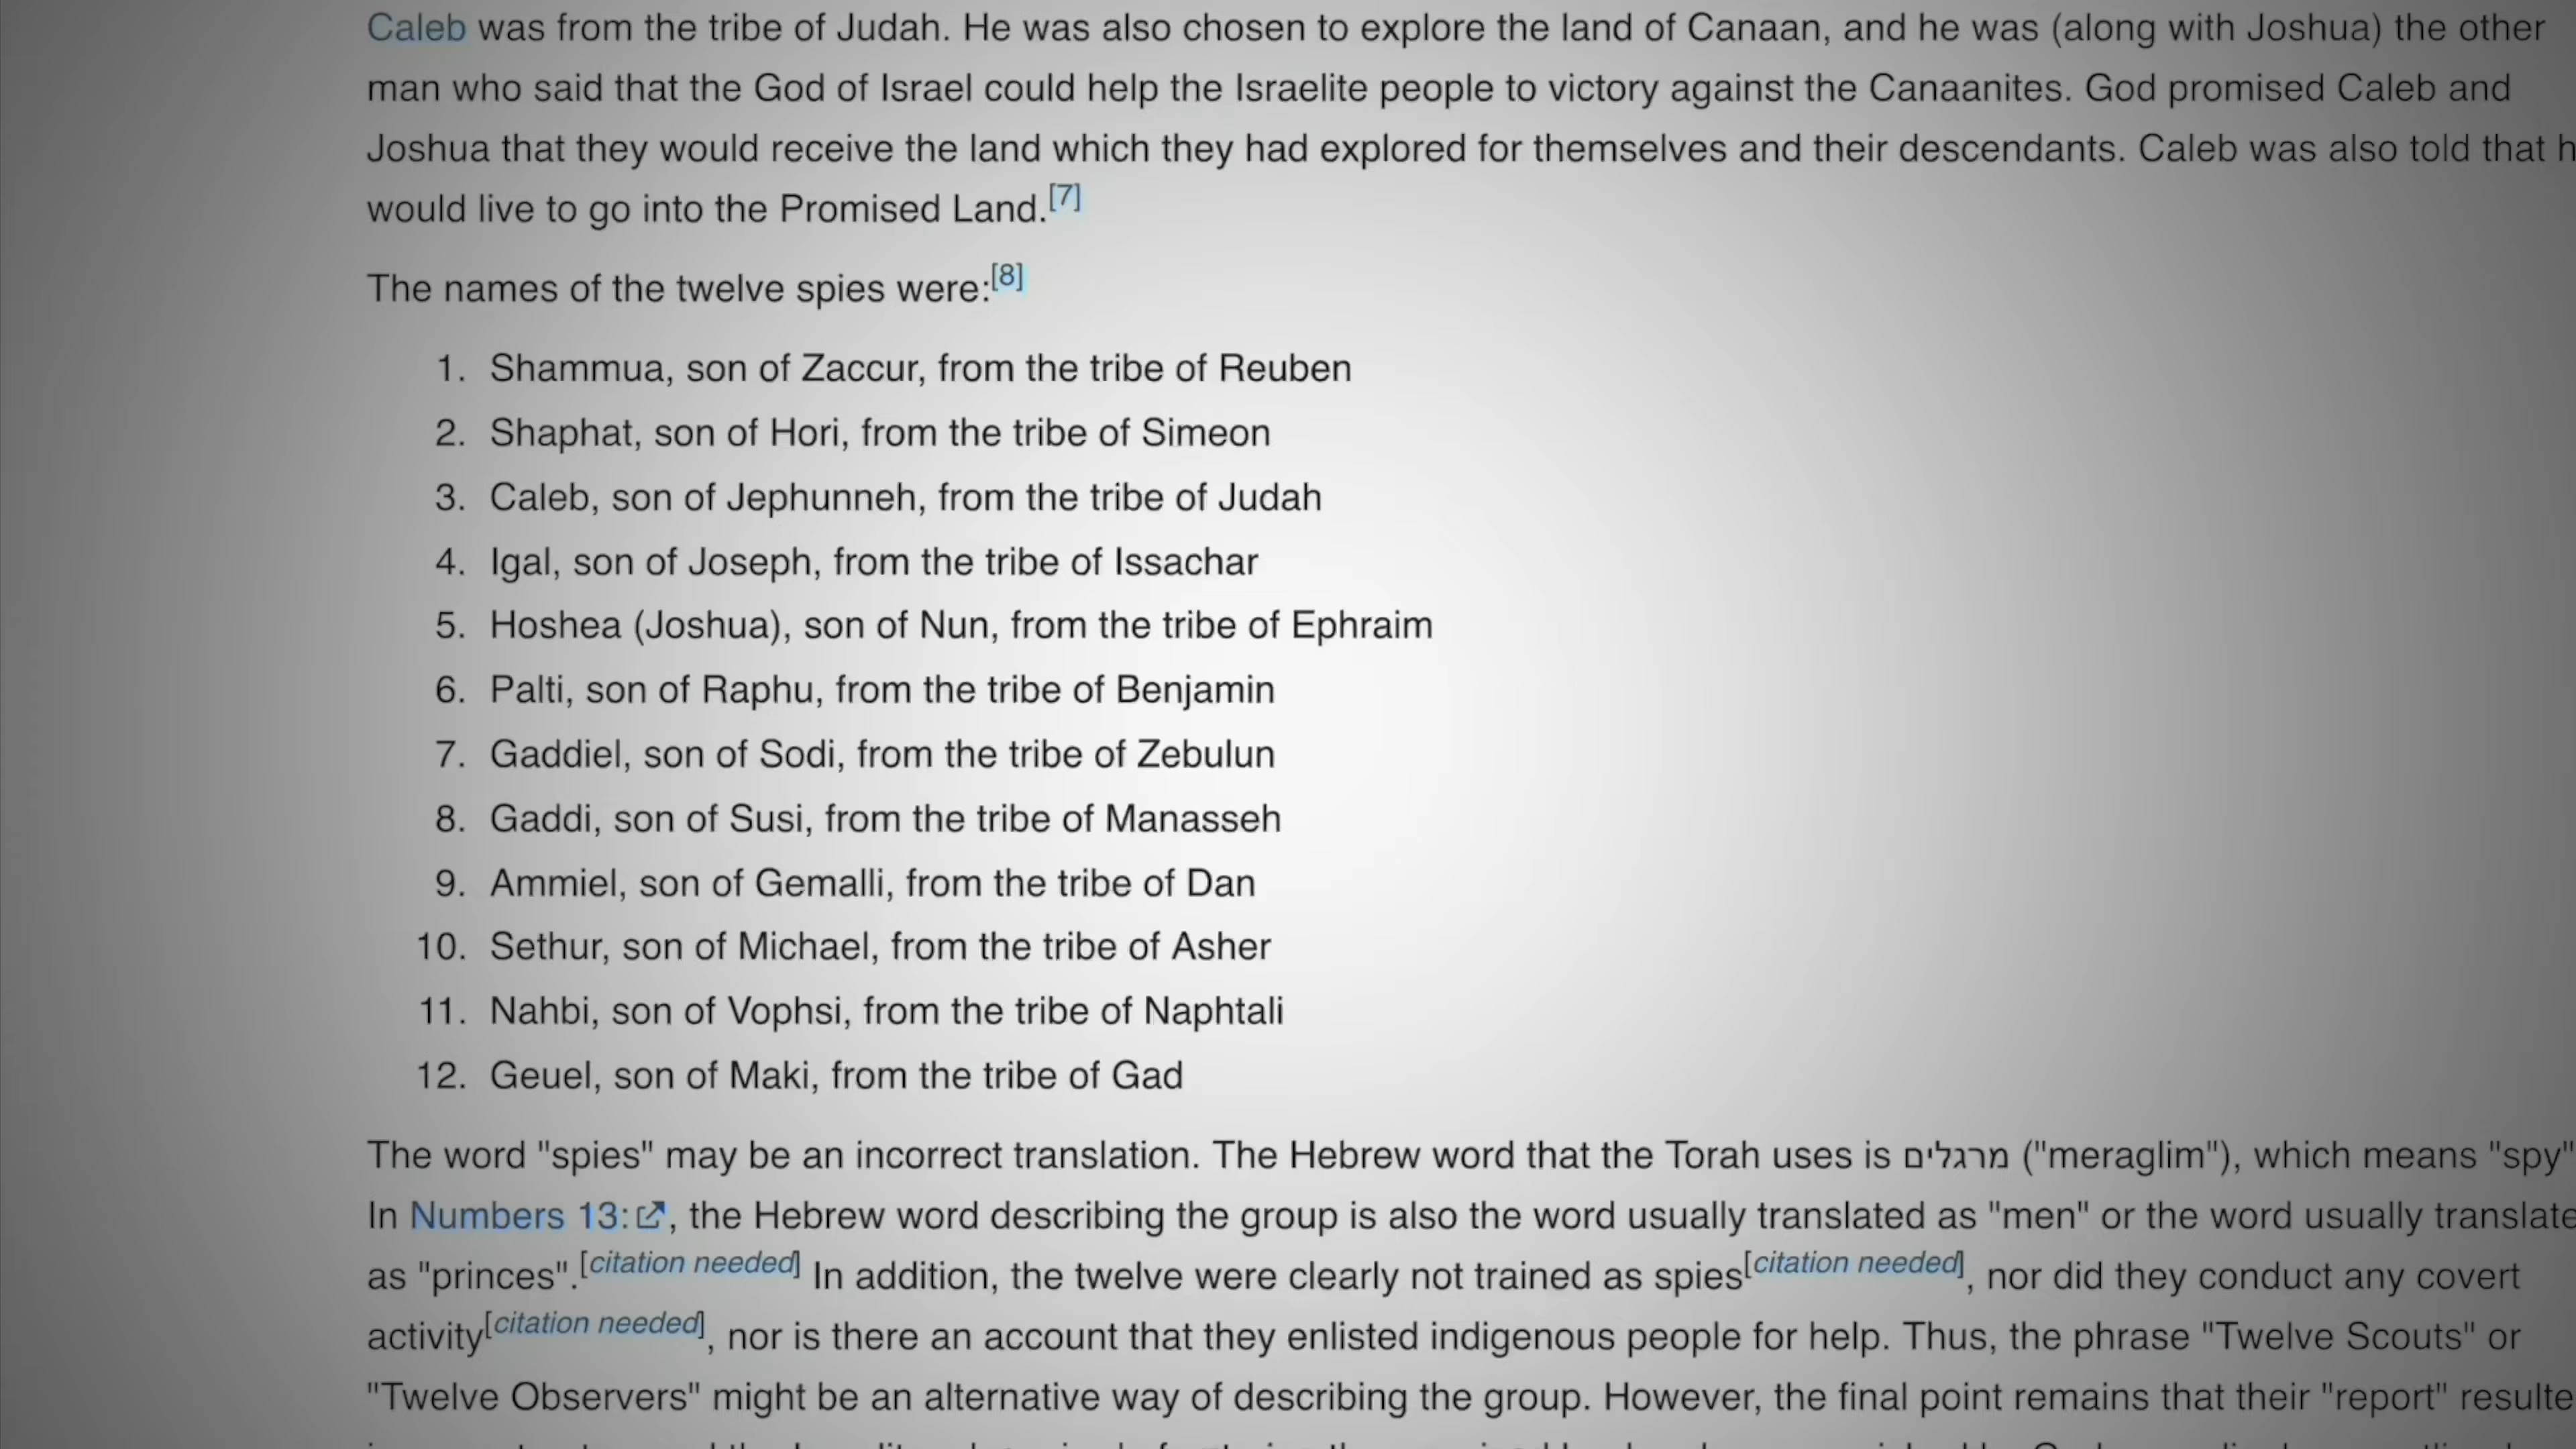 Caleb was from the tribe of Judah. He was also chosen to explore the land of Canaan, and he was (along with Joshua) the other
man who said that the God of Israel could help the Israelite people to victory against the Canaanites. God promised Caleb and
Joshua that they would receive the land which they had explored for themselves and their descendants. Caleb was also told that
would live to go into the Promised Land.[7]
The names of the twelve spies were:[8]
1. Shammua, son of Zaccur, from the tribe of Reuben
2. Shaphat, son of Hori, from the tribe of Simeon
3. Caleb, son of Jephunneh, from the tribe of Judah
4. Igal, son of Joseph, from the tribe of Issachar
5. Hoshea (Joshua), son of Nun, from the tribe of Ephraim
6. Palti, son of Raphu, from the tribe of Benjamin
7. Gaddiel, son of Sodi, from the tribe of Zebulun
8. Gaddi, son of Susi, from the tribe of Manasseh
9. Ammiel, son of Gemalli, from the tribe of Dan
10. Sethur, son of Michael, from the tribe of Asher
11. Nahbi, son of Vophsi, from the tribe of Naphtali
12. Geuel, son of Maki, from the tribe of Gad
The word "spies" may be an incorrect translation. The Hebrew word that the Torah uses is מרגלים ("meraglim"), which means "spy"
In Numbers 13:, the Hebrew word describing the group is also the word usually translated as "men" or the word usually translate
as "princes".[citation needed] In addition, the twelve were clearly not trained as spies[citation needed], nor did they conduct any covert
activity[citation needed], nor is there an account that they enlisted indigenous people for help. Thus, the phrase "Twelve Scouts" or
"Twelve Observers" might be an alternative way of describing the group. However, the final point remains that their "report" resulte